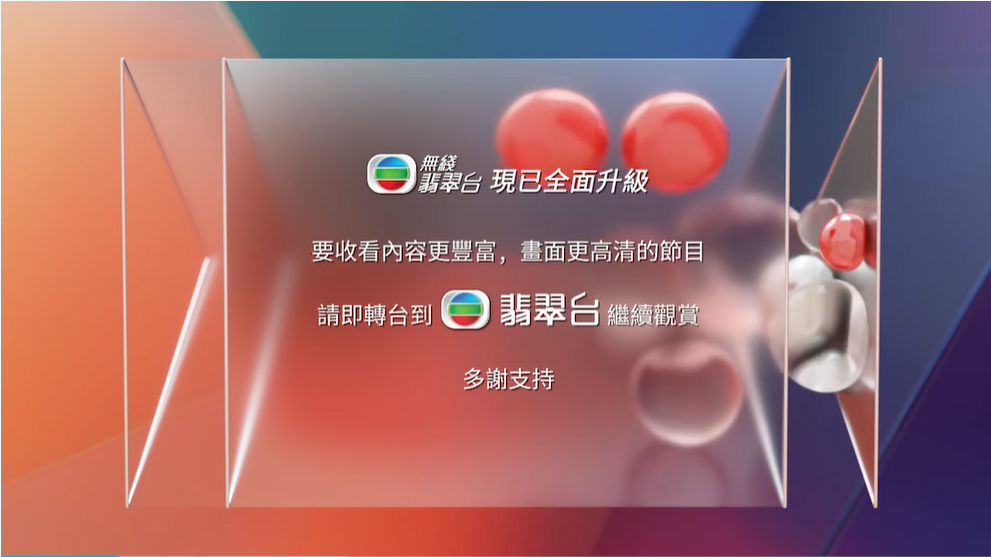 無綫翡翠台 現已全面升級
要收看內容更豐富，畫面更高清的節目
請即轉台到 翡翠台 繼續觀賞
多謝支持